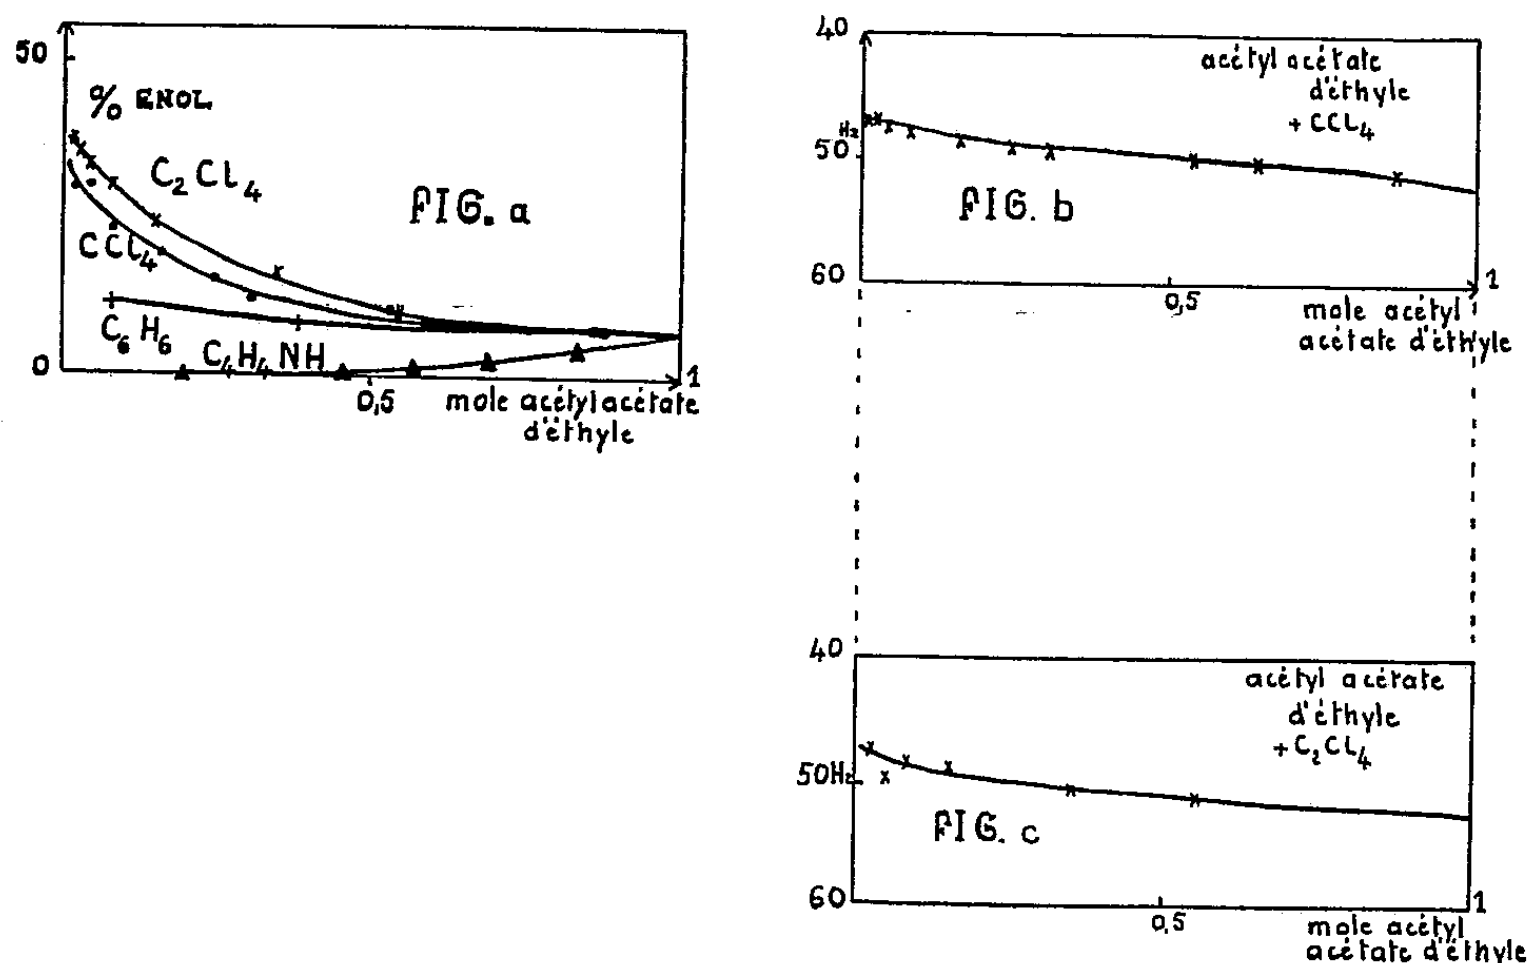 50
% ENOL.
C₂CL₄
FIG. a
CCL₄
C₆H₆
C₄H₄NH
0
0,5
1
mole acétylacétate
d'éthyle
40
acétyl acétate
d'éthyle
+ CCL₄
Hz
50
FIG. b
60
0,5
1
mole acétyl
acétate d'éthyle
40
acétyl acétate
d'éthyle
+ C₂CL₄
50Hz
FIG. c
60
0,5
1
mole acétyl
acétate d'éthyle